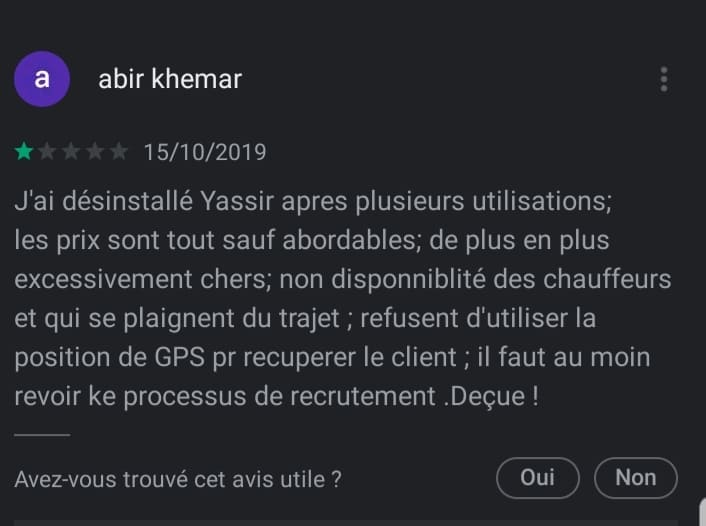 a
abir khemar
15/10/2019
J'ai désinstallé Yassir apres plusieurs utilisations;
les prix sont tout sauf abordables; de plus en plus
excessivement chers; non disponniblité des chauffeurs
et qui se plaignent du trajet ; refusent d'utiliser la
position de GPS pr recuperer le client ; il faut au moin
revoir ke processus de recrutement .Deçue !
Avez-vous trouvé cet avis utile ?
Oui
Non